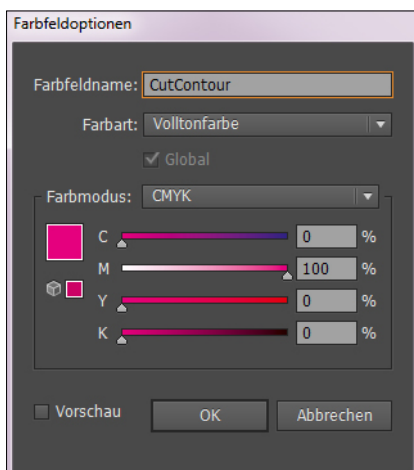 Farbfeldoptionen
Farbfeldname: CutContour
Farbart: Volltonfarbe
Global
Farbmodus: CMYK
C 0 %
M 100 %
Y 0 %
K 0 %
Vorschau OK Abbrechen